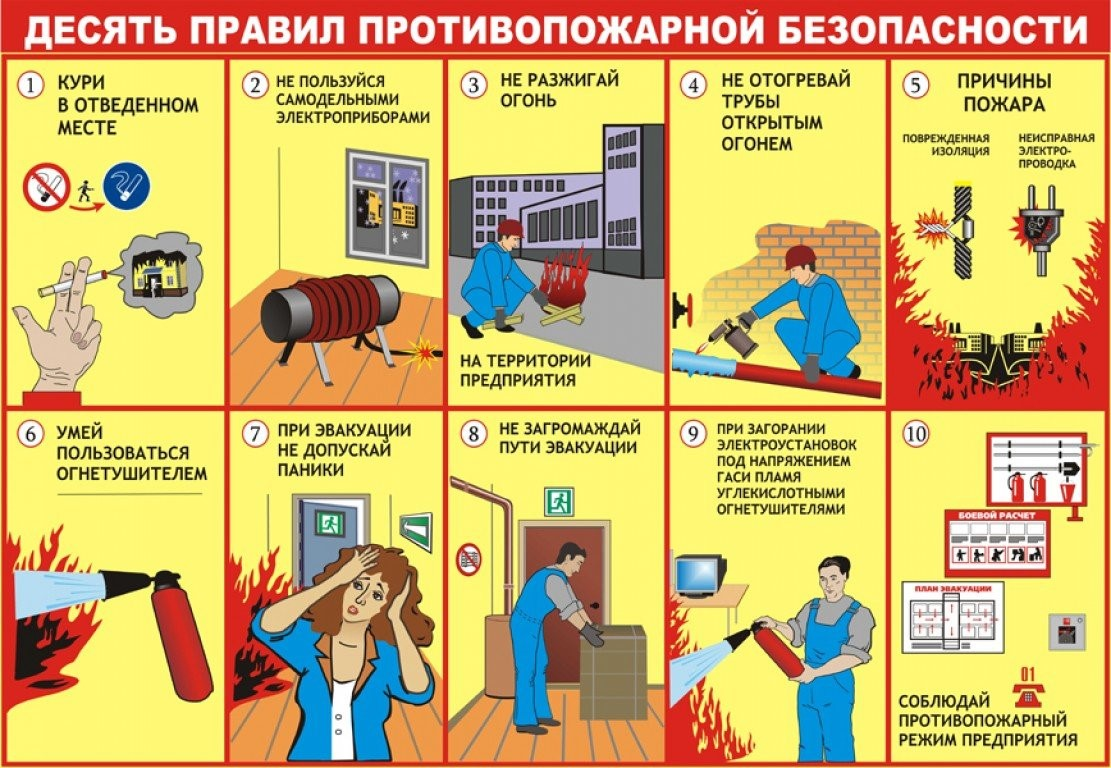 ДЕСЯТЬ ПРАВИЛ ПРОТИВОПОЖАРНОЙ БЕЗОПАСНОСТИ
1
КУРИ
В ОТВЕДЕННОМ
МЕСТЕ
2
НЕ ПОЛЬЗУЙСЯ
САМОДЕЛЬНЫМИ
ЭЛЕКТРОПРИБОРАМИ
3
НЕ РАЗЖИГАЙ
ОГОНЬ
НА ТЕРРИТОРИИ
ПРЕДПРИЯТИЯ
4
НЕ ОТОГРЕВАЙ
ТРУБЫ
ОТКРЫТЫМ
ОГОНЕМ
5
ПРИЧИНЫ
ПОЖАРА
ПОВРЕЖДЕННАЯ
ИЗОЛЯЦИЯ
НЕИСПРАВНАЯ
ЭЛЕКТРО-
ПРОВОДКА
6
УМЕЙ
ПОЛЬЗОВАТЬСЯ
ОГНЕТУШИТЕЛЕМ
7
ПРИ ЭВАКУАЦИИ
НЕ ДОПУСКАЙ
ПАНИКИ
8
НЕ ЗАГРОМАЖДАЙ
ПУТИ ЭВАКУАЦИИ
9
ПРИ ЗАГОРАНИИ
ЭЛЕКТРОУСТАНОВОК
ПОД НАПРЯЖЕНИЕМ
ГАСИ ПЛАМЯ
УГЛЕКИСЛОТНЫМИ
ОГНЕТУШИТЕЛЯМИ
10
БОЕВОЙ РАСЧЕТ
ПЛАН ЭВАКУАЦИИ
01
СОБЛЮДАЙ
ПРОТИВОПОЖАРНЫЙ
РЕЖИМ ПРЕДПРИЯТИЯ